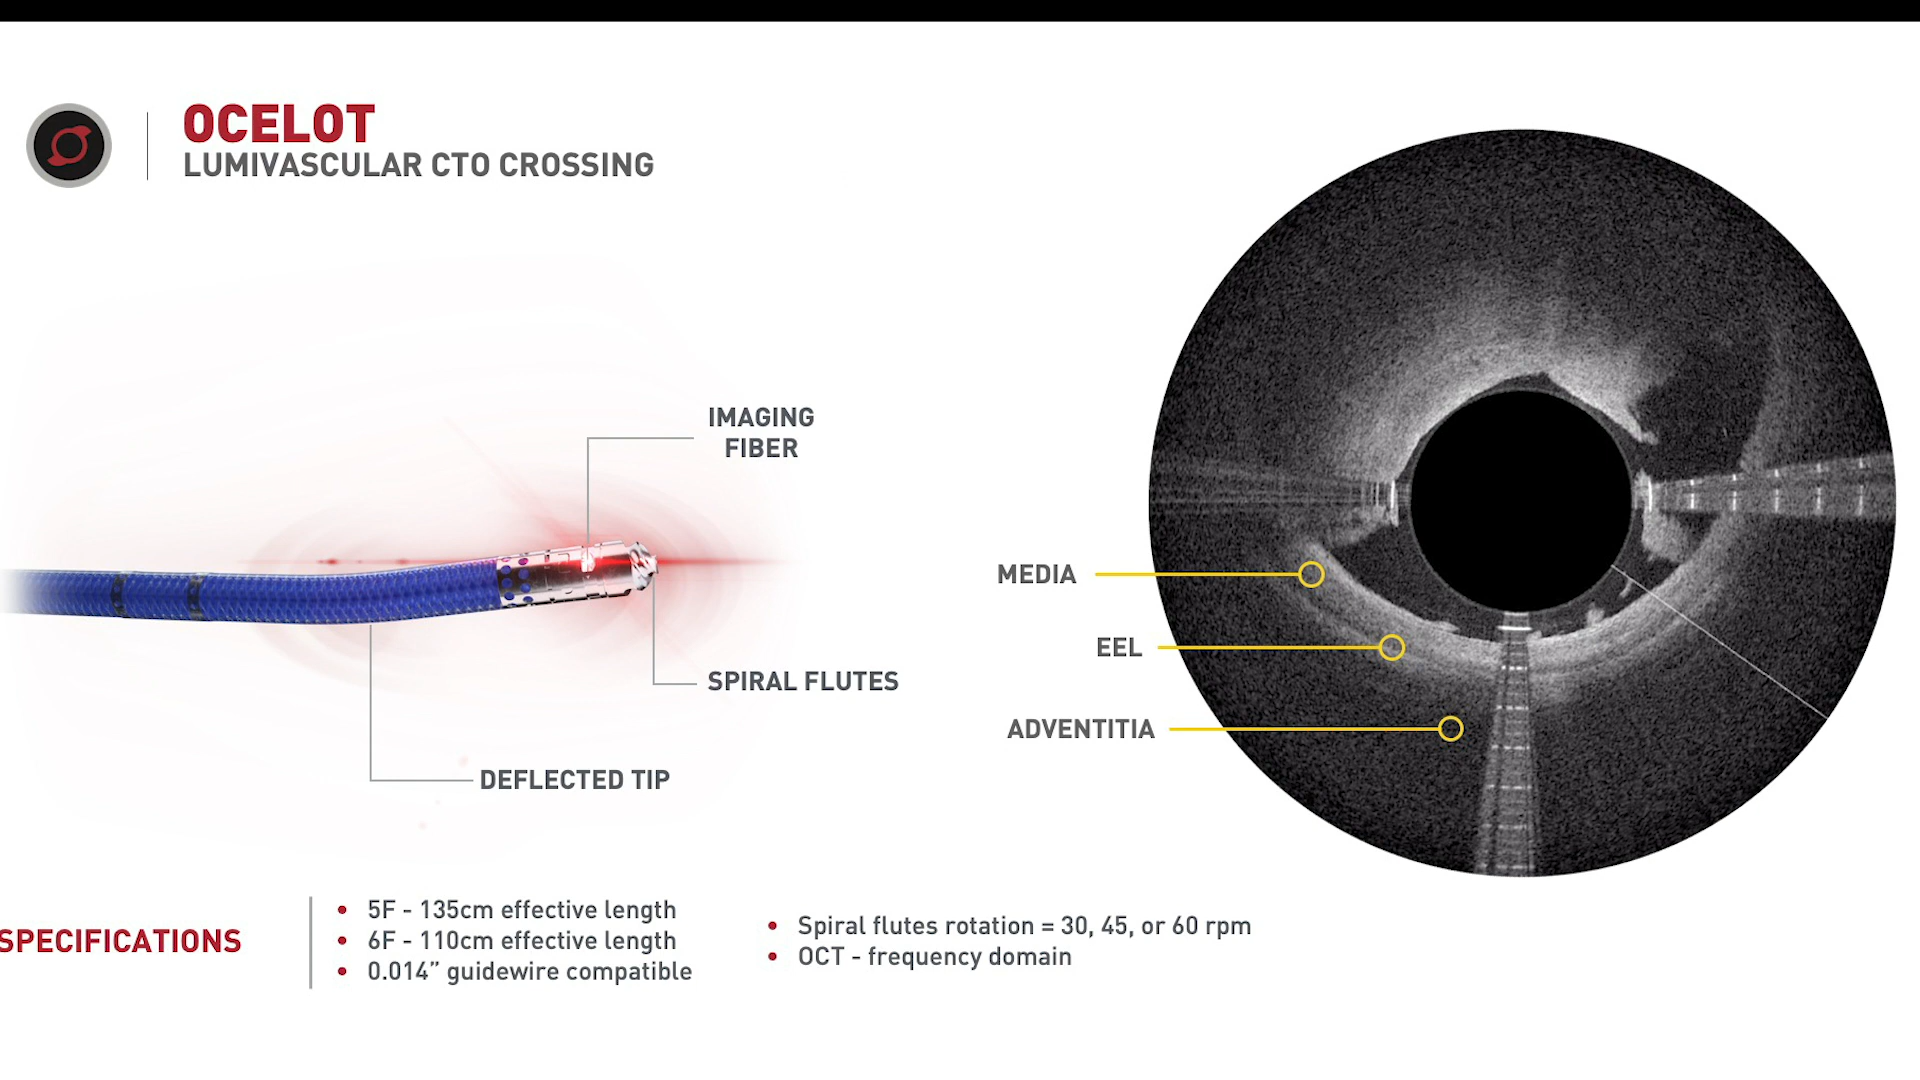 OCELOT
LUMIVASCULAR CTO CROSSING
IMAGING
FIBER
SPIRAL FLUTES
DEFLECTED TIP
MEDIA
EEL
ADVENTITIA
SPECIFICATIONS
• 5F - 135cm effective length
• 6F - 110cm effective length
• 0.014” guidewire compatible
• Spiral flutes rotation = 30, 45, or 60 rpm
• OCT - frequency domain